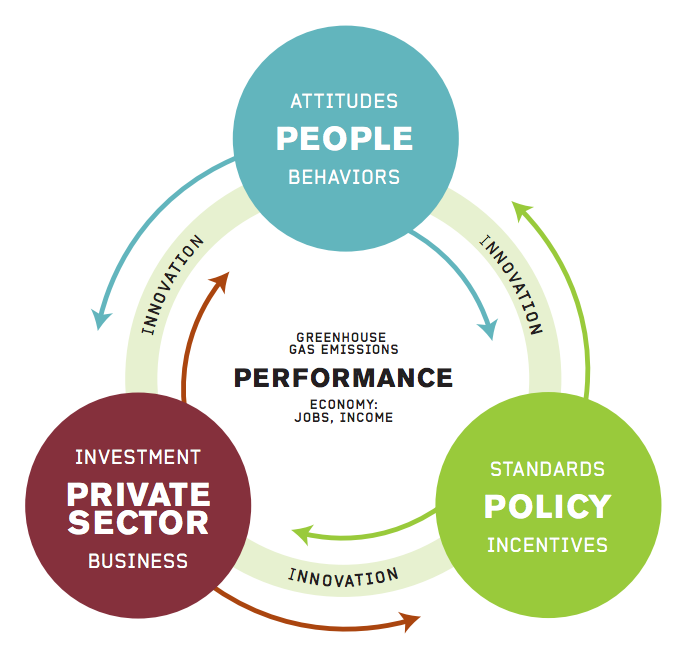 ATTITUDES
PEOPLE
BEHAVIORS
INNOVATION
INNOVATION
GREENHOUSE
GAS EMISSIONS
PERFORMANCE
ECONOMY:
JOBS, INCOME
INVESTMENT
PRIVATE
SECTOR
BUSINESS
STANDARDS
POLICY
INCENTIVES
INNOVATION